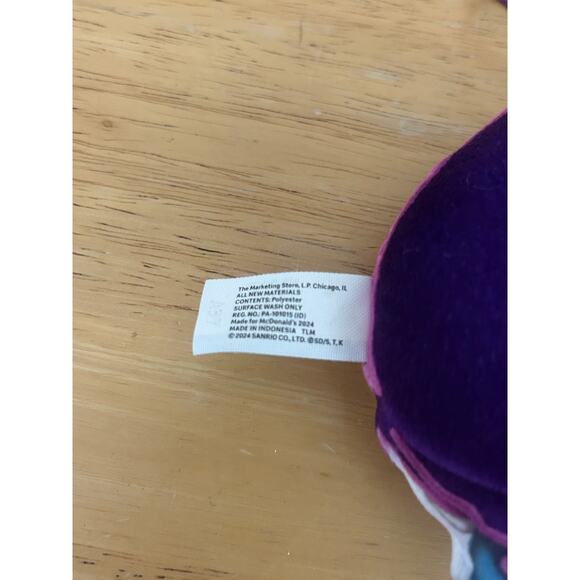 The Marketing Store, L.P. Chicago, IL
ALL NEW MATERIALS
CONTENTS: Polyester
SURFACE WASH ONLY
REG. NO.: PA-101015 (ID)
Made for McDonald's 2024
MADE IN INDONESIA TLM
©2024 SANRIO CO., LTD. ©SD/S, T, K